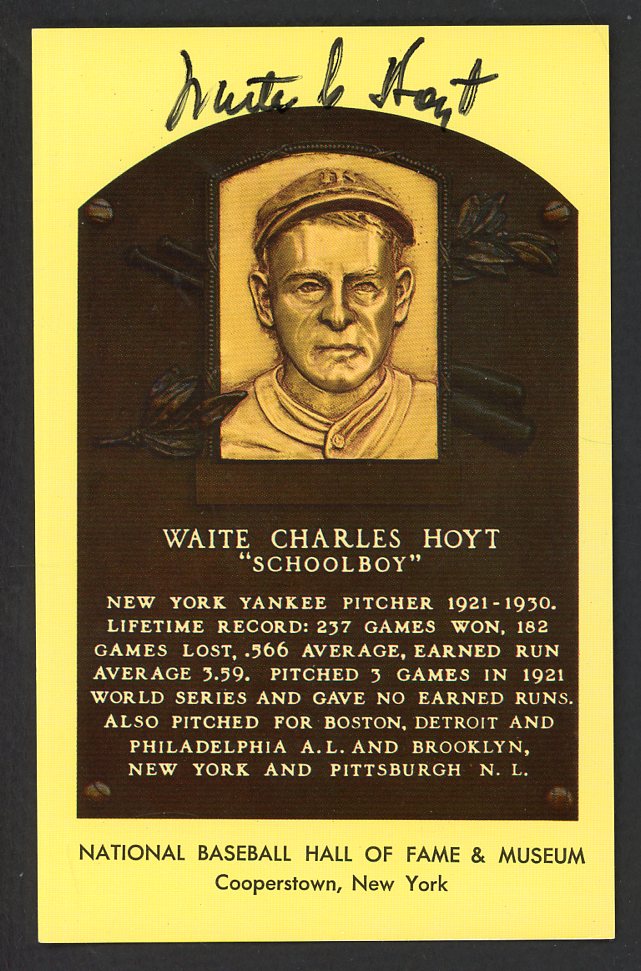 Waite C Hoyt
WAITE CHARLES HOYT
"SCHOOLBOY"
NEW YORK YANKEE PITCHER 1921-1930.
LIFETIME RECORD: 237 GAMES WON, 182
GAMES LOST, .566 AVERAGE, EARNED RUN
AVERAGE 3.59. PITCHED 3 GAMES IN 1921
WORLD SERIES AND GAVE NO EARNED RUNS.
ALSO PITCHED FOR BOSTON, DETROIT AND
PHILADELPHIA A.L. AND BROOKLYN,
NEW YORK AND PITTSBURGH N. L.
NATIONAL BASEBALL HALL OF FAME & MUSEUM
Cooperstown, New York